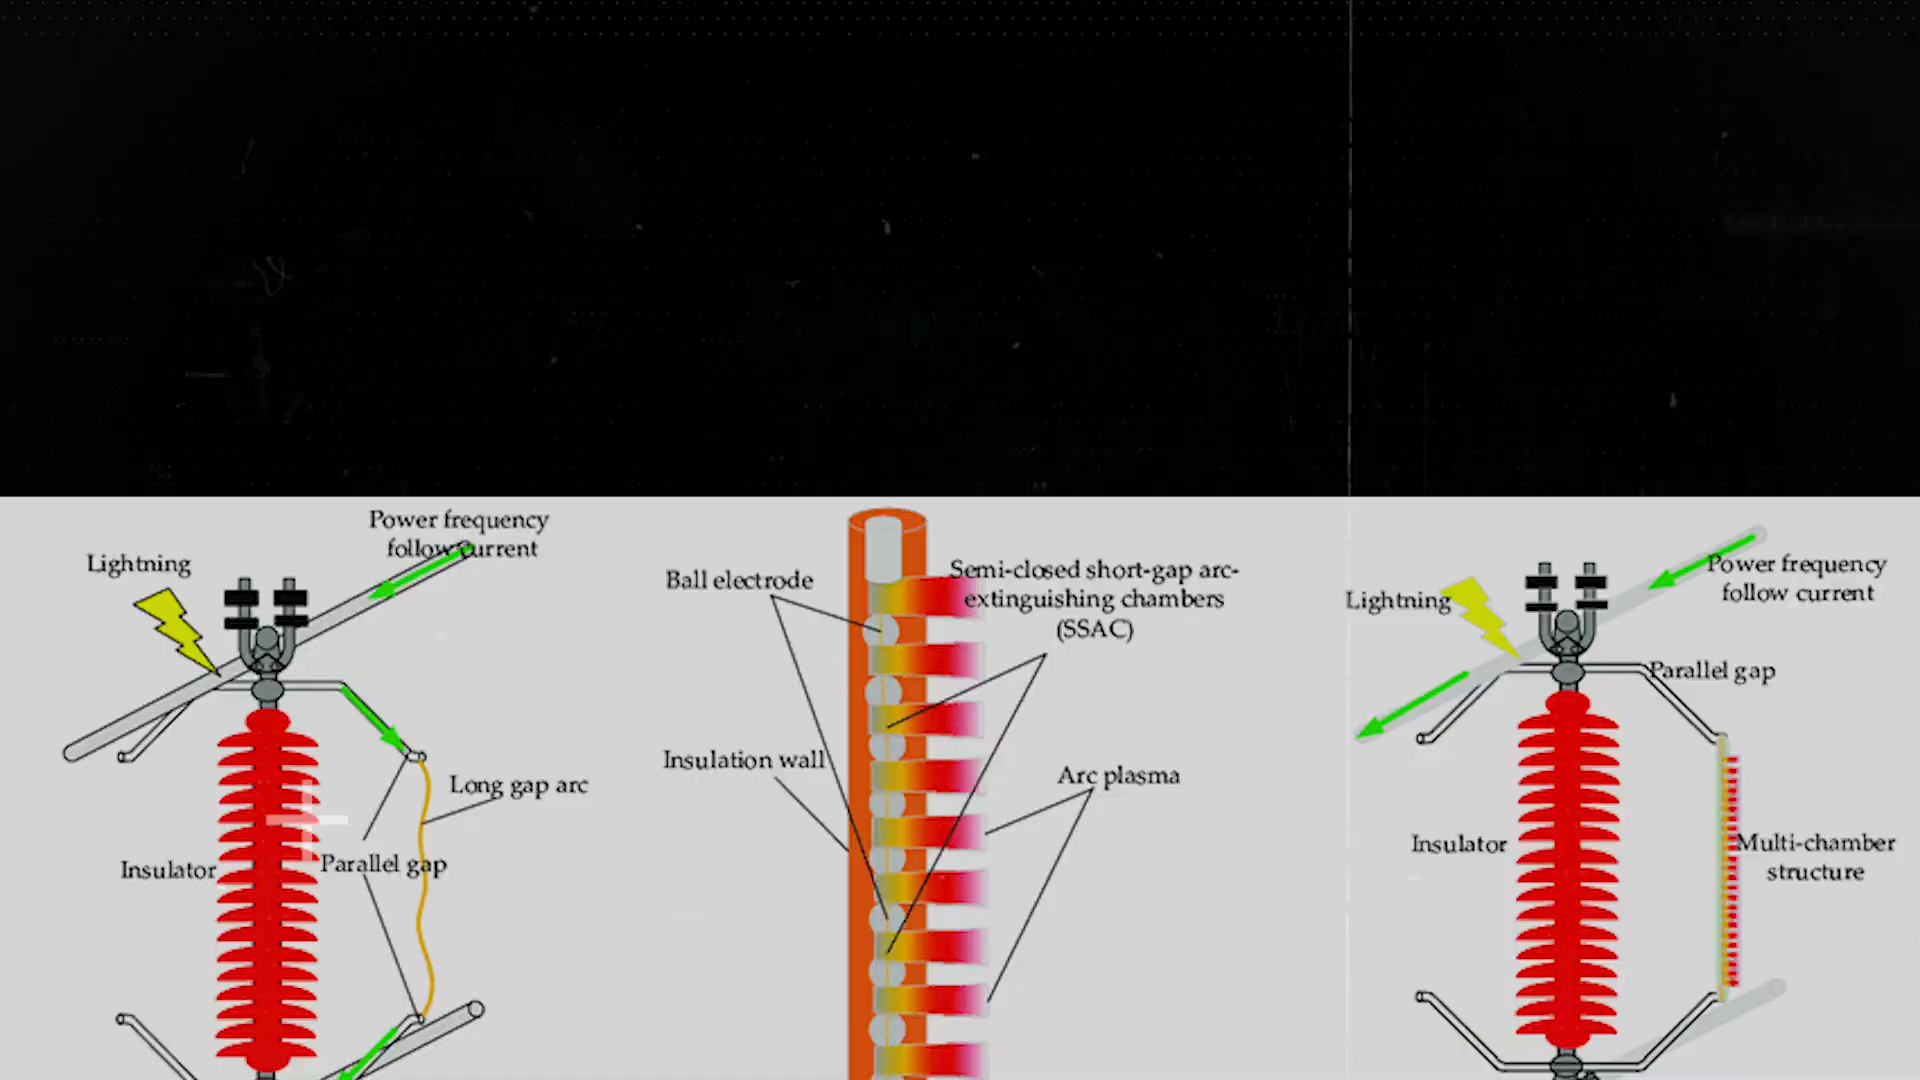 Power frequency
follow current
Lightning
Long gap arc
Parallel gap
Insulator
Ball electrode
Semi-closed short-gap arc-
extinguishing chambers
(SSAC)
Insulation wall
Arc plasma
Power frequency
follow current
Lightning
Parallel gap
Insulator
Multi-chamber
structure